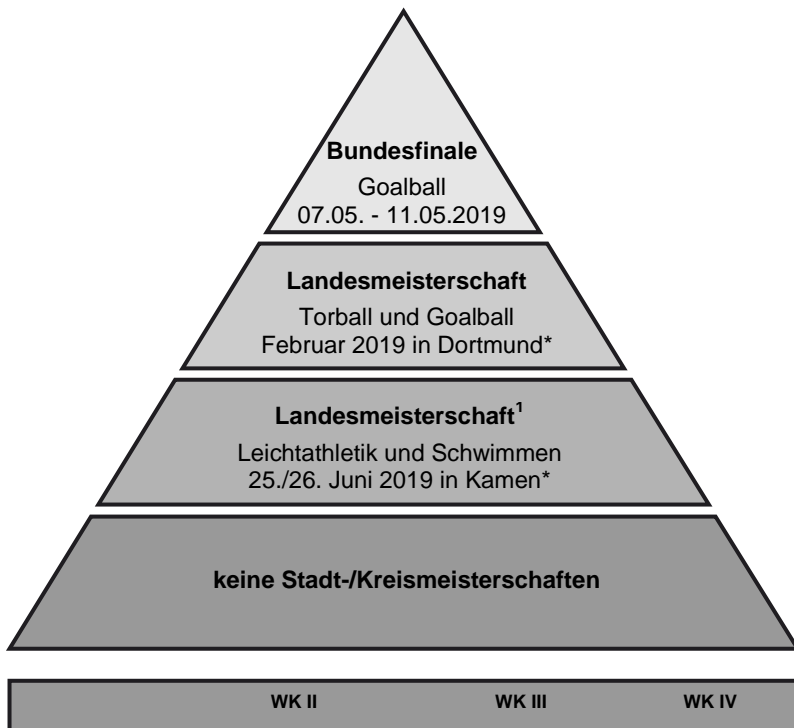 Bundesfinale
Goalball
07.05. - 11.05.2019
Landesmeisterschaft
Torball und Goalball
Februar 2019 in Dortmund*
Landesmeisterschaft¹
Leichtathletik und Schwimmen
25./26. Juni 2019 in Kamen*
keine Stadt-/Kreismeisterschaften
WK II WK III WK IV